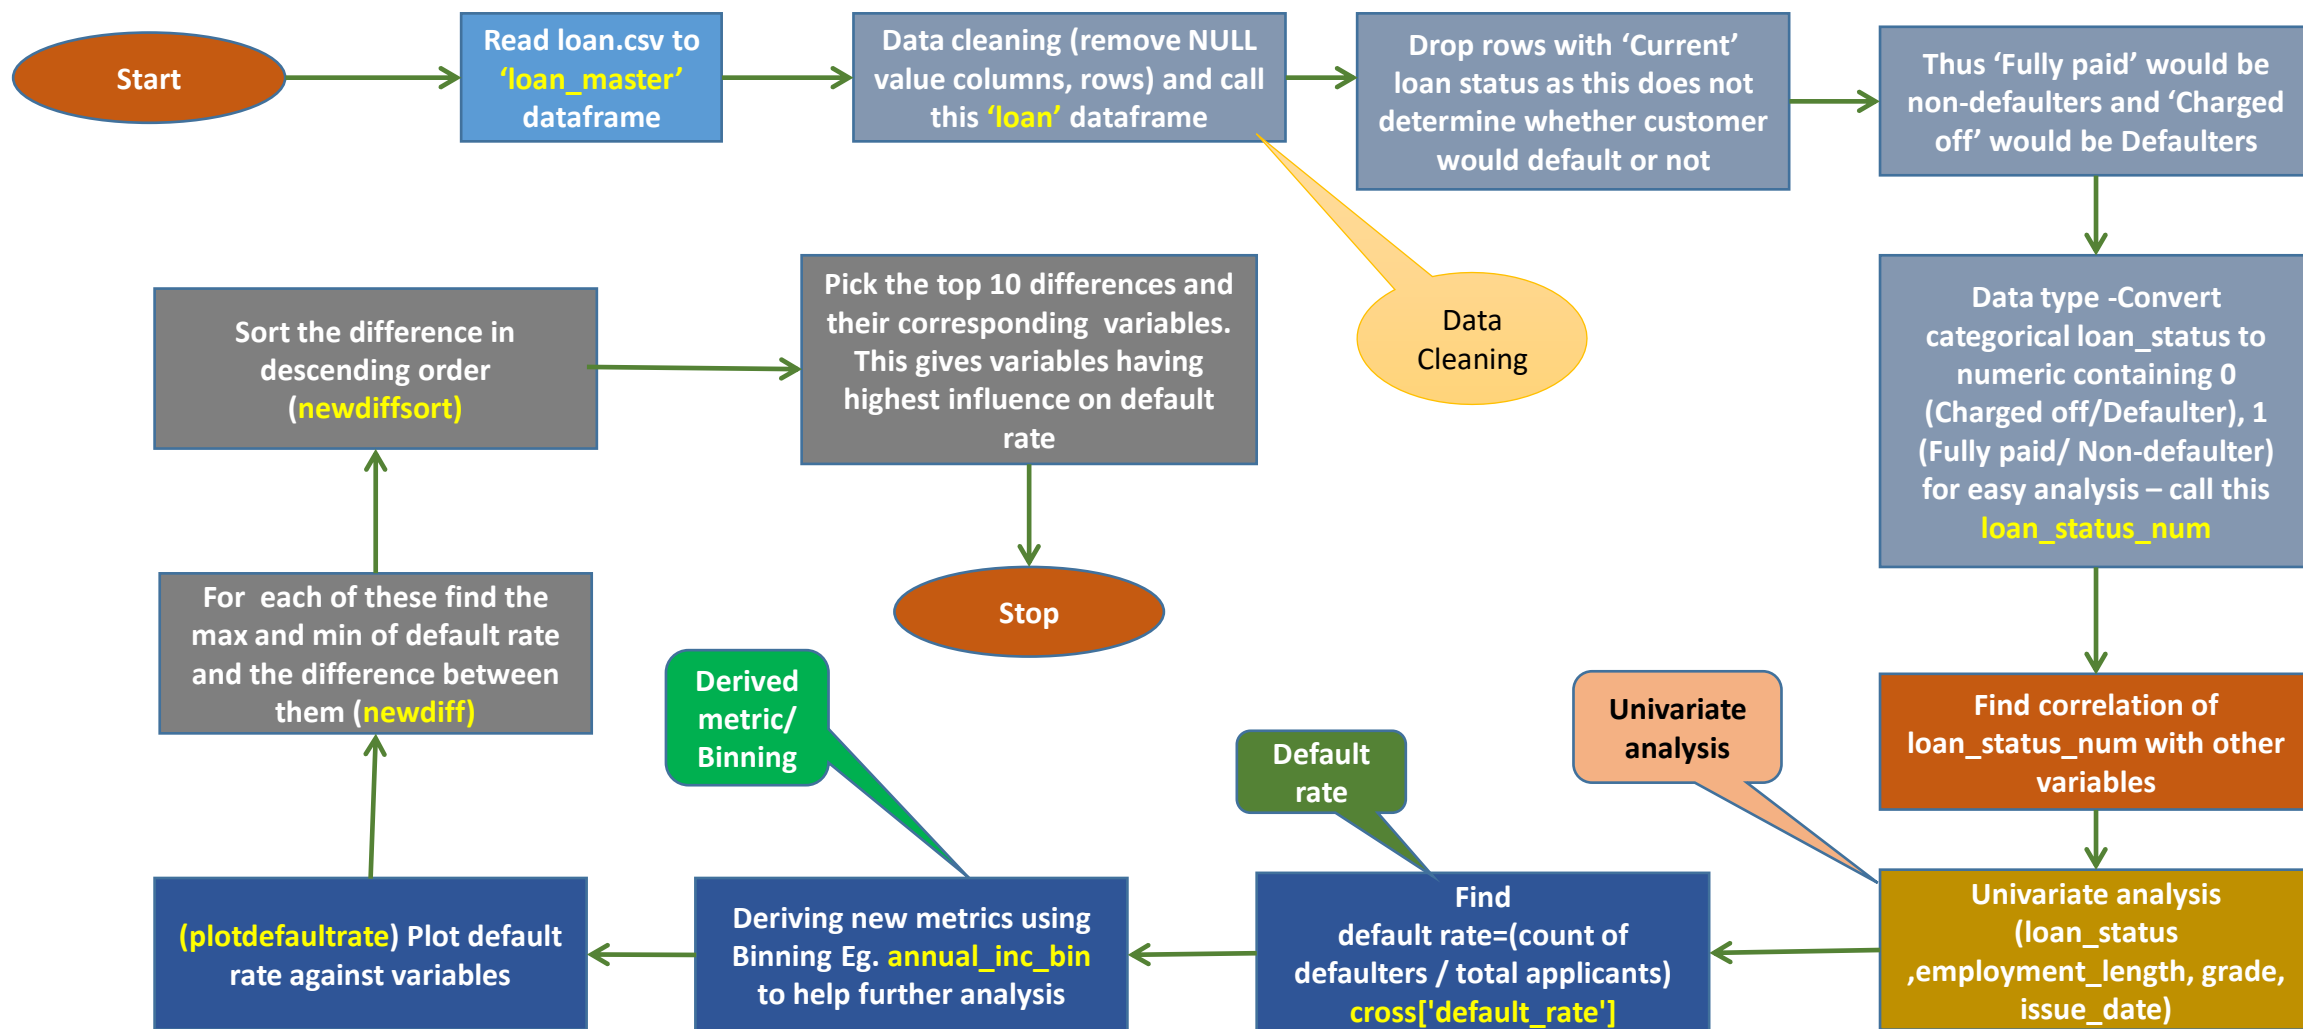 Start
Read loan.csv to
‘loan_master’
dataframe
Data cleaning (remove NULL
value columns, rows) and call
this ‘loan’ dataframe
Drop rows with ‘Current’
loan status as this does not
determine whether customer
would default or not
Thus ‘Fully paid’ would be
non-defaulters and ‘Charged
off’ would be Defaulters
Data
Cleaning
Data type -Convert
categorical loan_status to
numeric containing 0
(Charged off/Defaulter), 1
(Fully paid/ Non-defaulter)
for easy analysis – call this
loan_status_num
Find correlation of
loan_status_num with other
variables
Univariate
analysis
Univariate analysis
(loan_status
,employment_length, grade,
issue_date)
Default
rate
Find
default rate=(count of
defaulters / total applicants)
cross['default_rate']
Derived
metric/
Binning
Deriving new metrics using
Binning Eg. annual_inc_bin
to help further analysis
(plotdefaultrate) Plot default
rate against variables
For  each of these find the
max and min of default rate
and the difference between
them (newdiff)
Sort the difference in
descending order
(newdiffsort)
Pick the top 10 differences and
their corresponding  variables.
This gives variables having
highest influence on default
rate
Stop